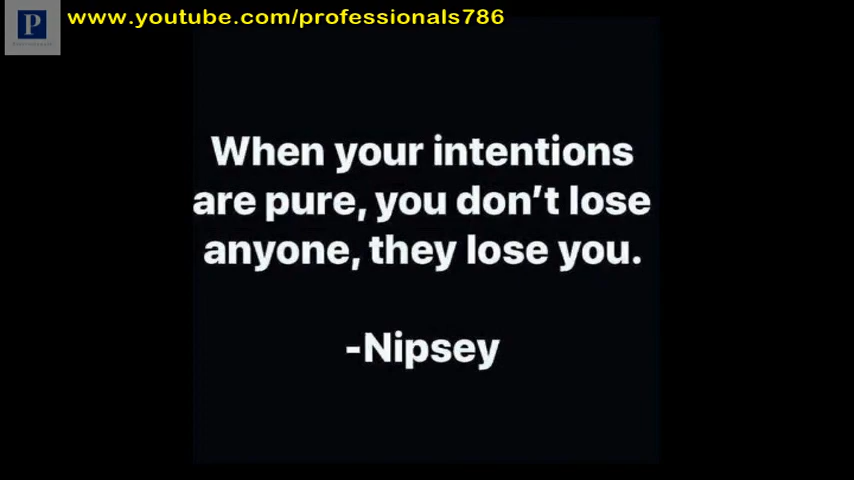 P
www.youtube.com/professionals786
When your intentions
are pure, you don't lose
anyone, they lose you.
-Nipsey